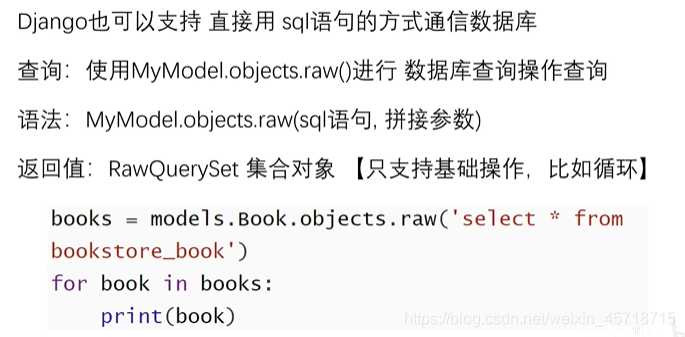 Django也可以支持 直接用 sql语句的方式通信数据库
查询：使用MyModel.objects.raw()进行 数据库查询操作查询
语法：MyModel.objects.raw(sql语句, 拼接参数)
返回值：RawQuerySet 集合对象 【只支持基础操作，比如循环】
books = models.Book.objects.raw('select * from
bookstore_book')
for book in books:
    print(book)
https://blog.csdn.net/weixin_45718715